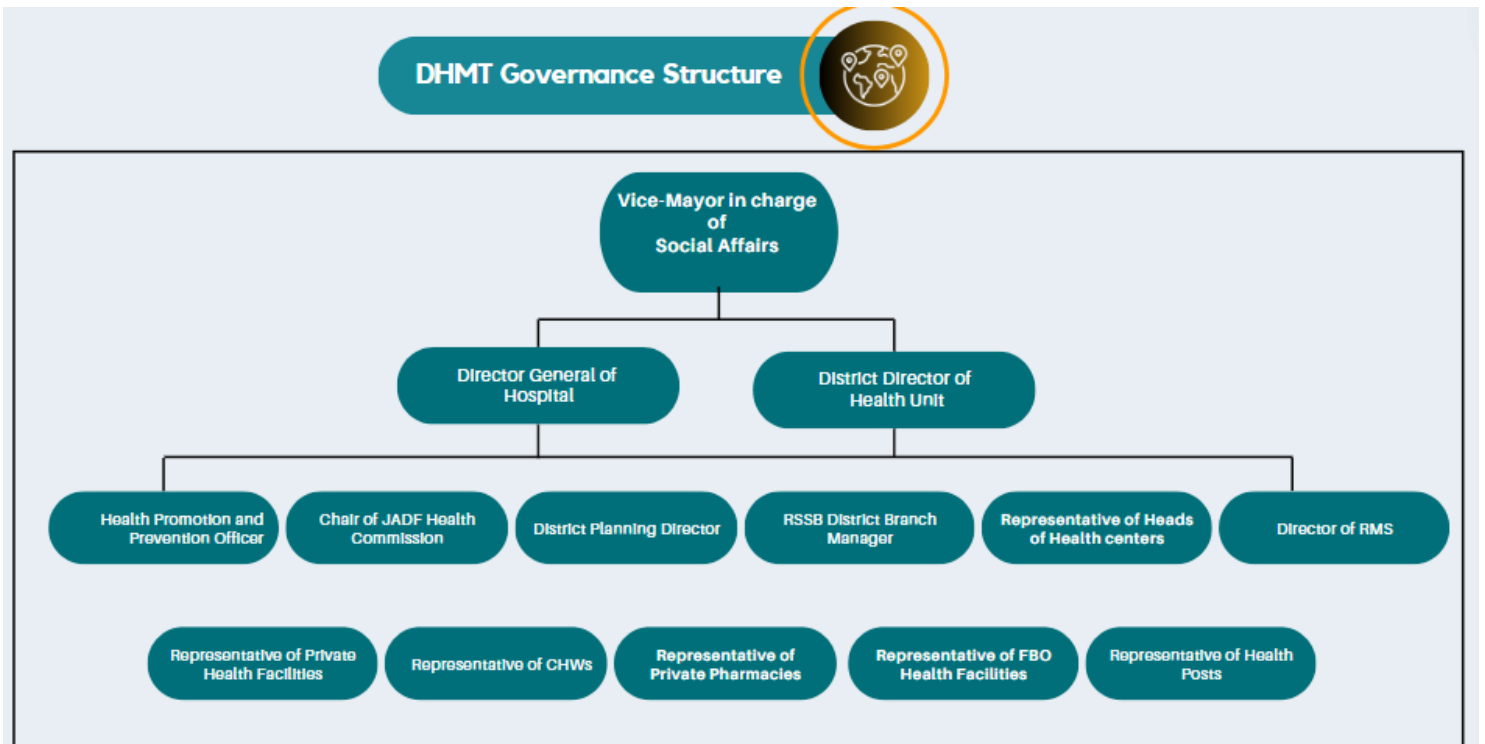 DHMT Governance Structure
Vice-Mayor in charge
of
Social Affairs
Director General of
Hospital
District Director of
Health Unit
Health Promotion and
Prevention Officer
Chair of JADF Health
Commission
District Planning Director
RSSB District Branch
Manager
Representative of Heads
of Health centers
Director of RMS
Representative of Private
Health Facilities
Representative of CHWs
Representative of
Private Pharmacies
Representative of FBO
Health Facilities
Representative of Health
Posts